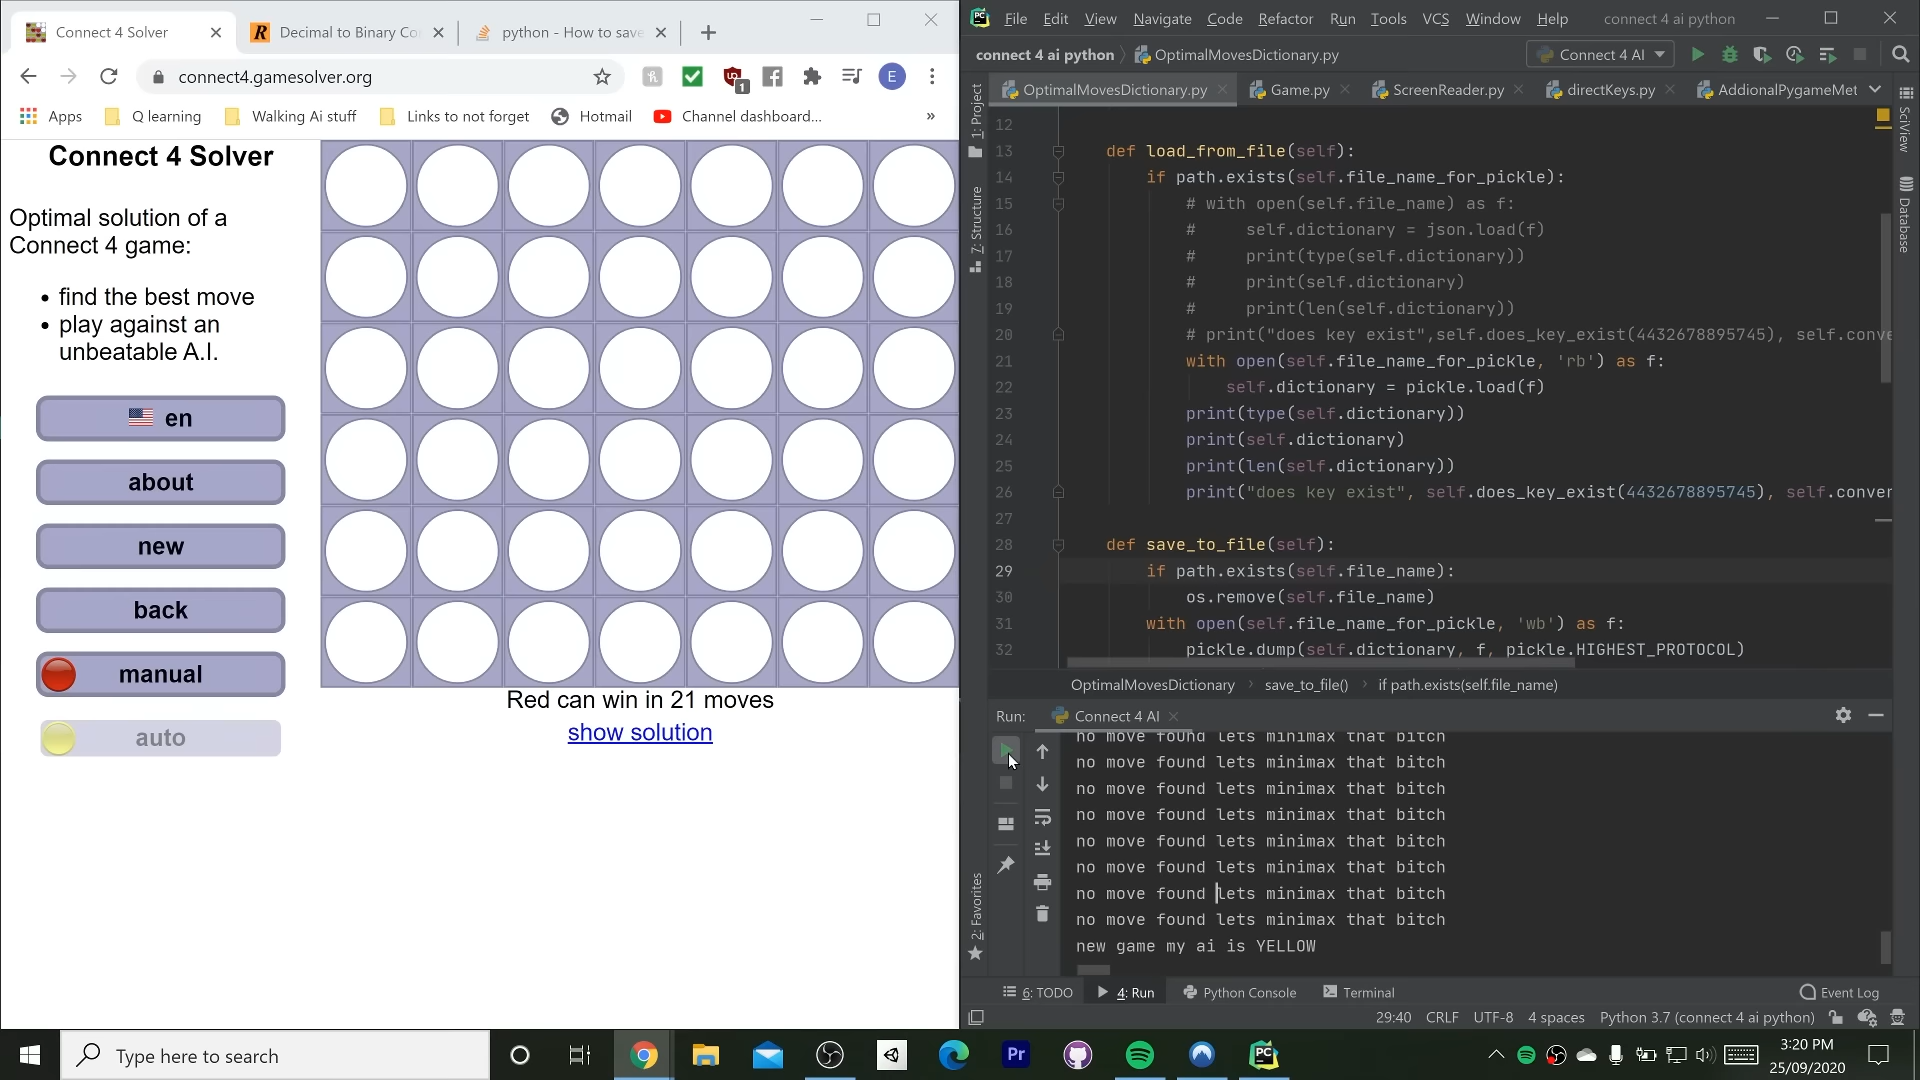 Connect 4 Solver
Decimal to Binary Co
python - How to save
connect4.gamesolver.org
1
E
Apps
Q learning
Walking Ai stuff
Links to not forget
Hotmail
Channel dashboard...
»
Connect 4 Solver
Optimal solution of a
Connect 4 game:
• find the best move
• play against an
unbeatable A.I.
en
about
new
back
manual
auto
Red can win in 21 moves
show solution
File Edit View Navigate Code Refactor Run Tools VCS Window Help connect 4 ai python
connect 4 ai python OptimalMovesDictionary.py
Connect 4 AI
OptimalMovesDictionary.py Game.py ScreenReader.py directKeys.py AddionalPygameMet
1: Project
7: Structure
2: Favorites
SciView
Database
12
13 def load_from_file(self):
14 if path.exists(self.file_name_for_pickle):
15 # with open(self.file_name) as f:
16 # self.dictionary = json.load(f)
17 # print(type(self.dictionary))
18 # print(self.dictionary)
19 # print(len(self.dictionary))
20 # print("does key exist",self.does_key_exist(4432678895745), self.conve
21 with open(self.file_name_for_pickle, 'rb') as f:
22 self.dictionary = pickle.load(f)
23 print(type(self.dictionary))
24 print(self.dictionary)
25 print(len(self.dictionary))
26 print("does key exist", self.does_key_exist(4432678895745), self.conver
27
28 def save_to_file(self):
29 if path.exists(self.file_name):
30 os.remove(self.file_name)
31 with open(self.file_name_for_pickle, 'wb') as f:
32 pickle.dump(self.dictionary, f, pickle.HIGHEST_PROTOCOL)
OptimalMovesDictionary save_to_file() if path.exists(self.file_name)
Run: Connect 4 AI
no move found lets minimax that bitch
no move found lets minimax that bitch
no move found lets minimax that bitch
no move found lets minimax that bitch
no move found lets minimax that bitch
no move found lets minimax that bitch
no move found lets minimax that bitch
no move found lets minimax that bitch
new game my ai is YELLOW
6: TODO 4: Run Python Console Terminal Event Log
29:40 CRLF UTF-8 4 spaces Python 3.7 (connect 4 ai python)
Type here to search
Pr
PC
3:20 PM
25/09/2020